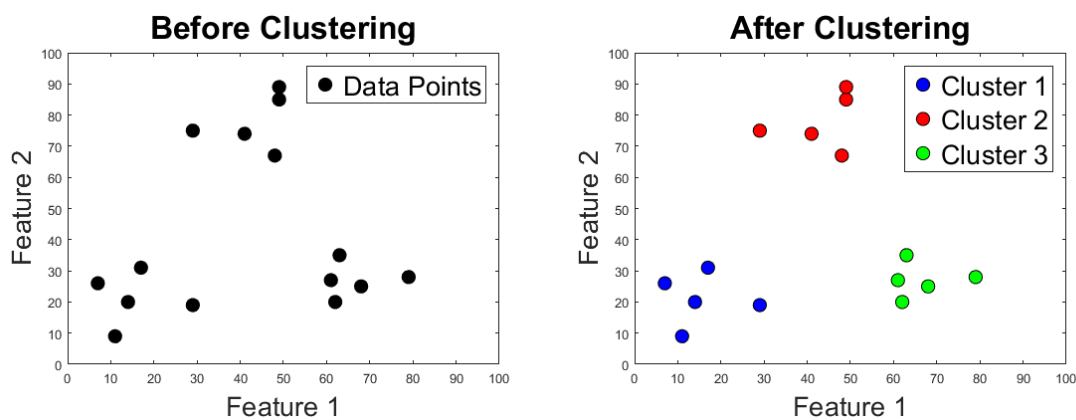 Before Clustering
Data Points
100
90
80
70
60
50
40
30
20
10
0
0 10 20 30 40 50 60 70 80 90 100
Feature 2
Feature 1
After Clustering
Cluster 1
Cluster 2
Cluster 3
100
90
80
70
60
50
40
30
20
10
0
0 10 20 30 40 50 60 70 80 90 100
Feature 2
Feature 1